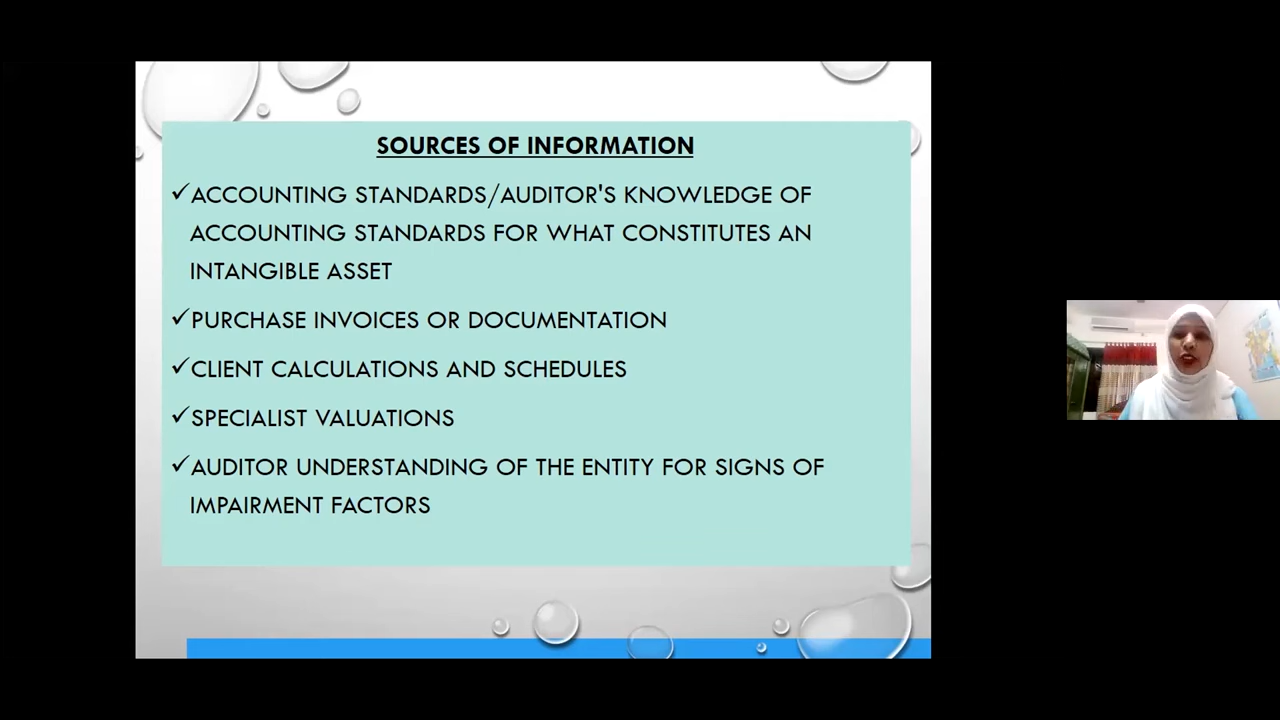 SOURCES OF INFORMATION
✓ACCOUNTING STANDARDS/AUDITOR'S KNOWLEDGE OF
ACCOUNTING STANDARDS FOR WHAT CONSTITUTES AN
INTANGIBLE ASSET
✓PURCHASE INVOICES OR DOCUMENTATION
✓CLIENT CALCULATIONS AND SCHEDULES
✓SPECIALIST VALUATIONS
✓AUDITOR UNDERSTANDING OF THE ENTITY FOR SIGNS OF
IMPAIRMENT FACTORS